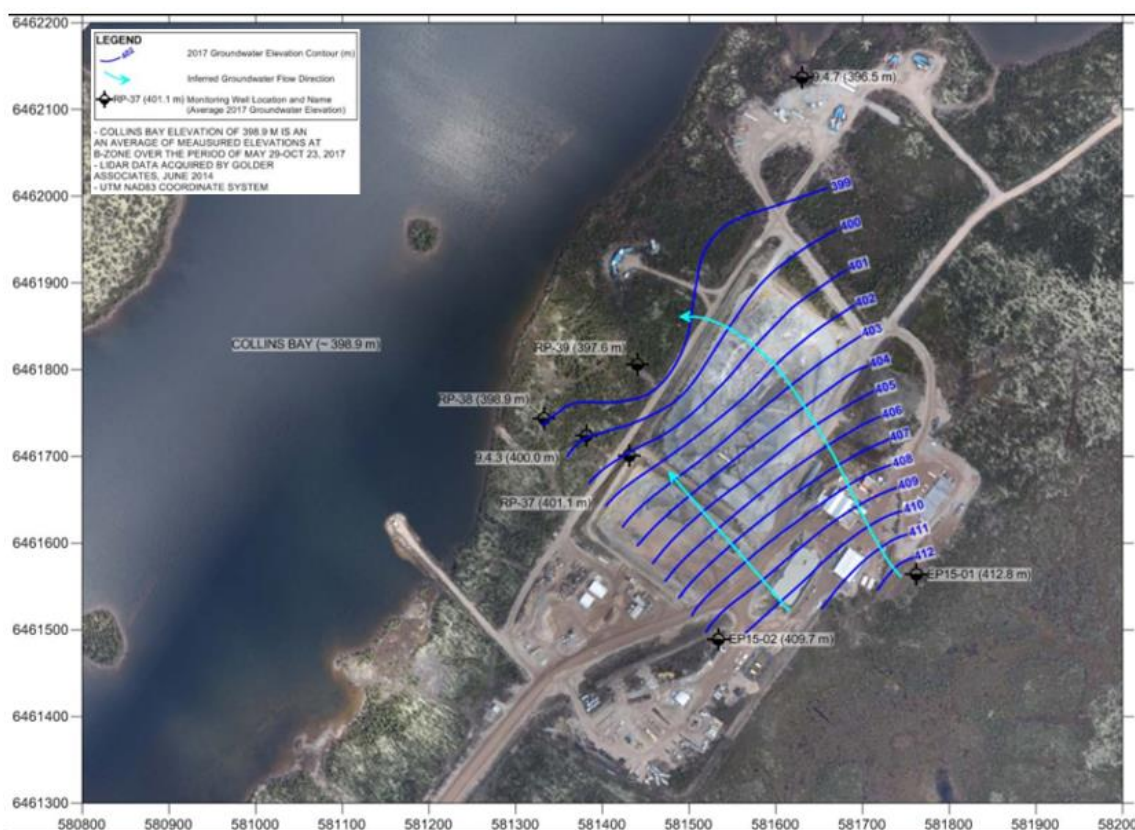 6462200
6462100
6462000
6461900
6461800
6461700
6461600
6461500
6461400
6461300
LEGEND
402
2017 Groundwater Elevation Contour (m)
Inferred Groundwater Flow Direction
RP-37 (401.1 m)
Monitoring Well Location and Name
(Average 2017 Groundwater Elevation)
- COLLINS BAY ELEVATION OF 398.9 M IS AN
AN AVERAGE OF MEAUSURED ELEVATIONS AT
B-ZONE OVER THE PERIOD OF MAY 29-OCT 23, 2017
- LIDAR DATA ACQUIRED BY GOLDER
ASSOCIATES, JUNE 2014
- UTM NAD83 COORDINATE SYSTEM
9.4.7 (396.5 m)
399
400
401
402
403
404
405
406
407
408
409
410
411
412
COLLINS BAY (~ 398.9 m)
RP-39 (397.6 m)
RP-38 (398.9 m)
9.4.3 (400.0 m)
RP-37 (401.1 m)
EP15-01 (412.8 m)
EP15-02 (409.7 m)
580800 580900 581000 581100 581200 581300 581400 581500 581600 581700 581800 581900 582000